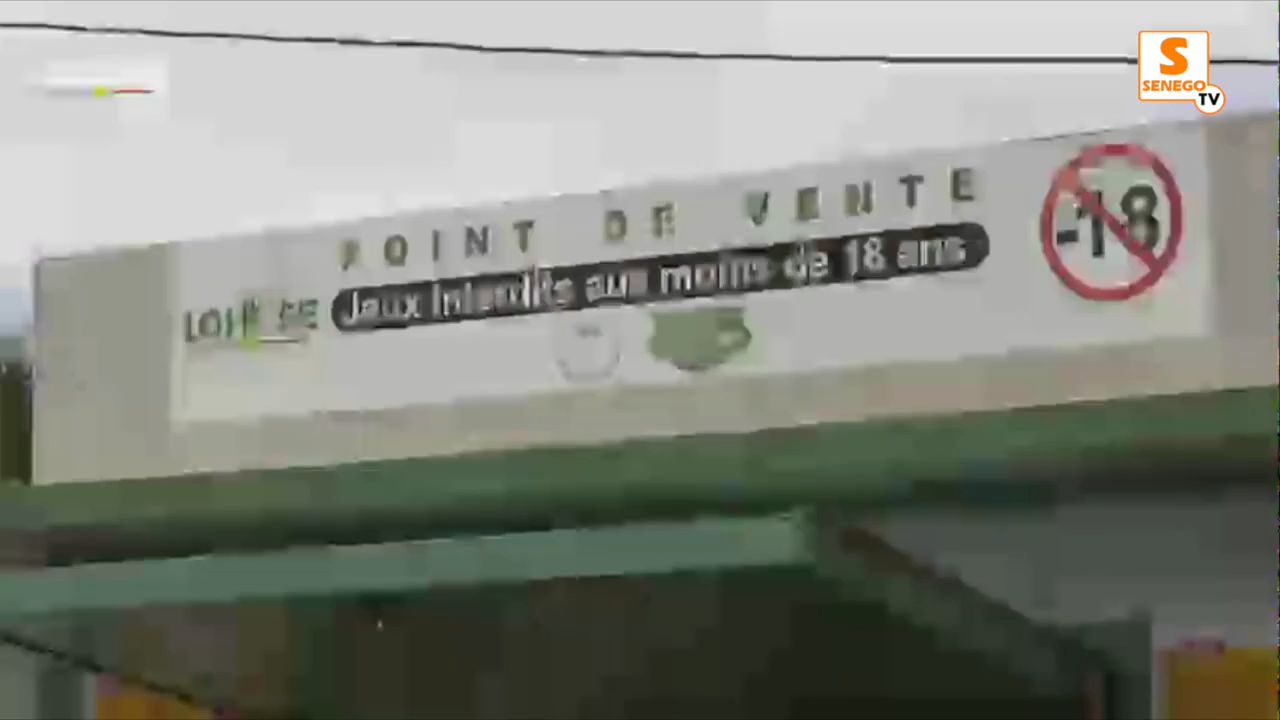 S
SENEGO
TV
POINT DE VENTE
Jeux Interdits aux moins de 18 ans
-18